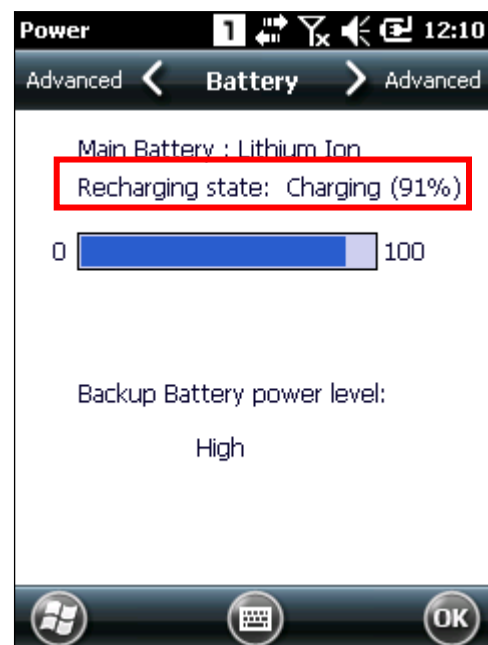 Power 1 12:10
Advanced Battery Advanced
Main Battery : Lithium Ion
Recharging state: Charging (91%)
0 100
Backup Battery power level:
High
OK